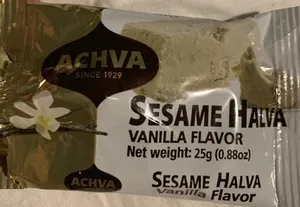 ACHVA
SINCE 1929
SESAME HALVA
VANILLA FLAVOR
Net weight: 25g (0.88oz)
ACHVA
SESAME HALVA
Vanilla Flavor